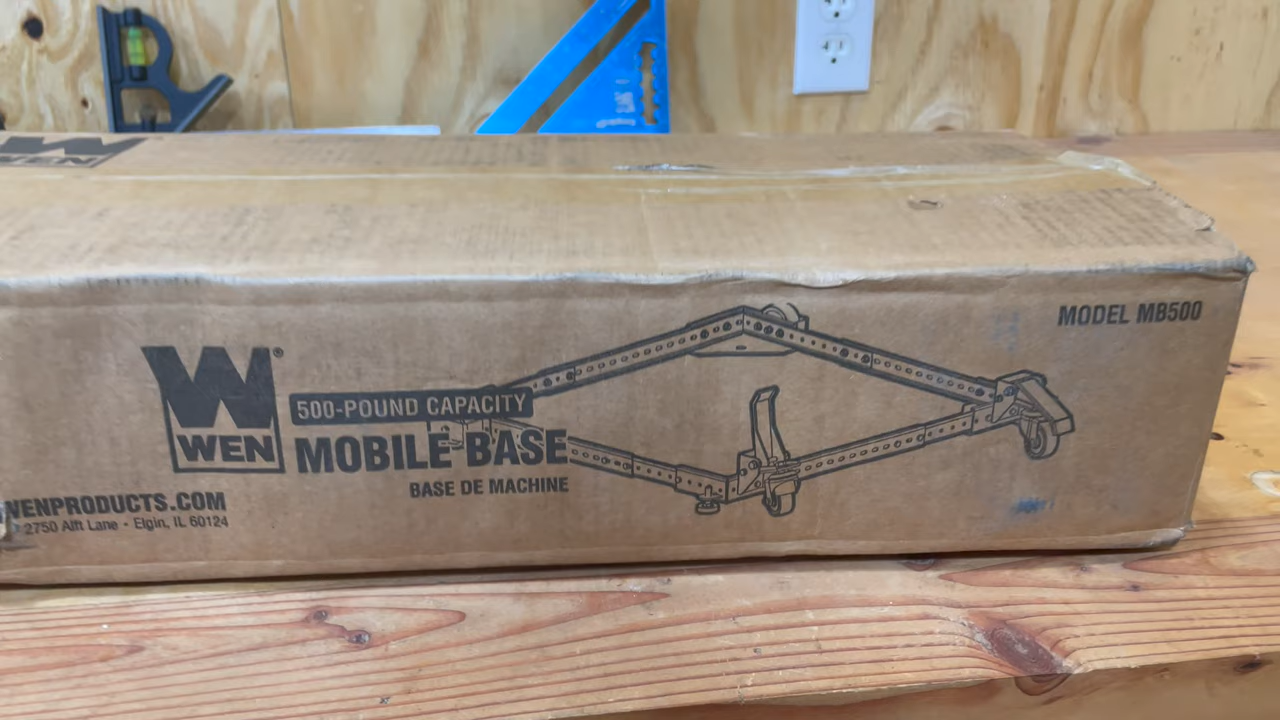 WEN
MODEL MB500
WEN®
500-POUND CAPACITY
MOBILE BASE
BASE DE MACHINE
WENPRODUCTS.COM
2750 Alft Lane - Elgin, IL 60124